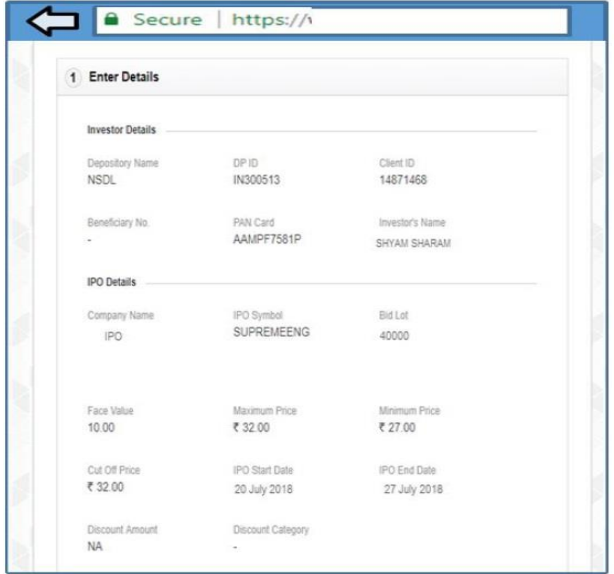 Secure | https://
1 Enter Details
Investor Details
Depository Name DP ID Client ID
NSDL IN300513 14871468
Beneficiary No. PAN Card Investor's Name
- AAMPF7581P SHYAM SHARAM
IPO Details
Company Name IPO Symbol Bid Lot
IPO SUPREMEENG 40000
Face Value Maximum Price Minimum Price
10.00 ₹ 32.00 ₹ 27.00
Cut Off Price IPO Start Date IPO End Date
₹ 32.00 20 July 2018 27 July 2018
Discount Amount Discount Category
NA -